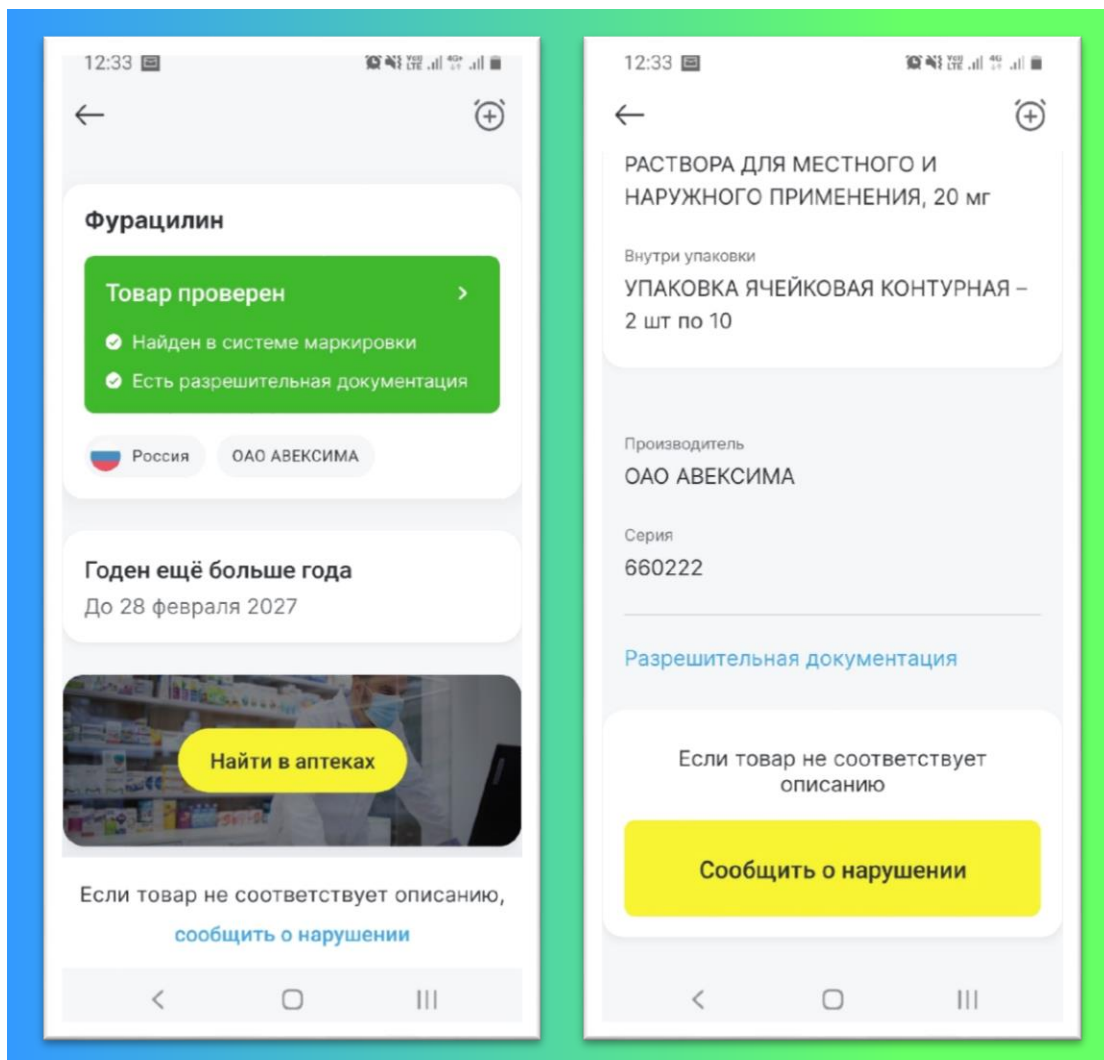 12:33
Фурацилин
Товар проверен
Найден в системе маркировки
Есть разрешительная документация
Россия
ОАО АВЕКСИМА
Годен ещё больше года
До 28 февраля 2027
Найти в аптеках
Если товар не соответствует описанию,
сообщить о нарушении
12:33
РАСТВОРА ДЛЯ МЕСТНОГО И
НАРУЖНОГО ПРИМЕНЕНИЯ, 20 мг
Внутри упаковки
УПАКОВКА ЯЧЕЙКОВАЯ КОНТУРНАЯ –
2 шт по 10
Производитель
ОАО АВЕКСИМА
Серия
660222
Разрешительная документация
Если товар не соответствует
описанию
Сообщить о нарушении